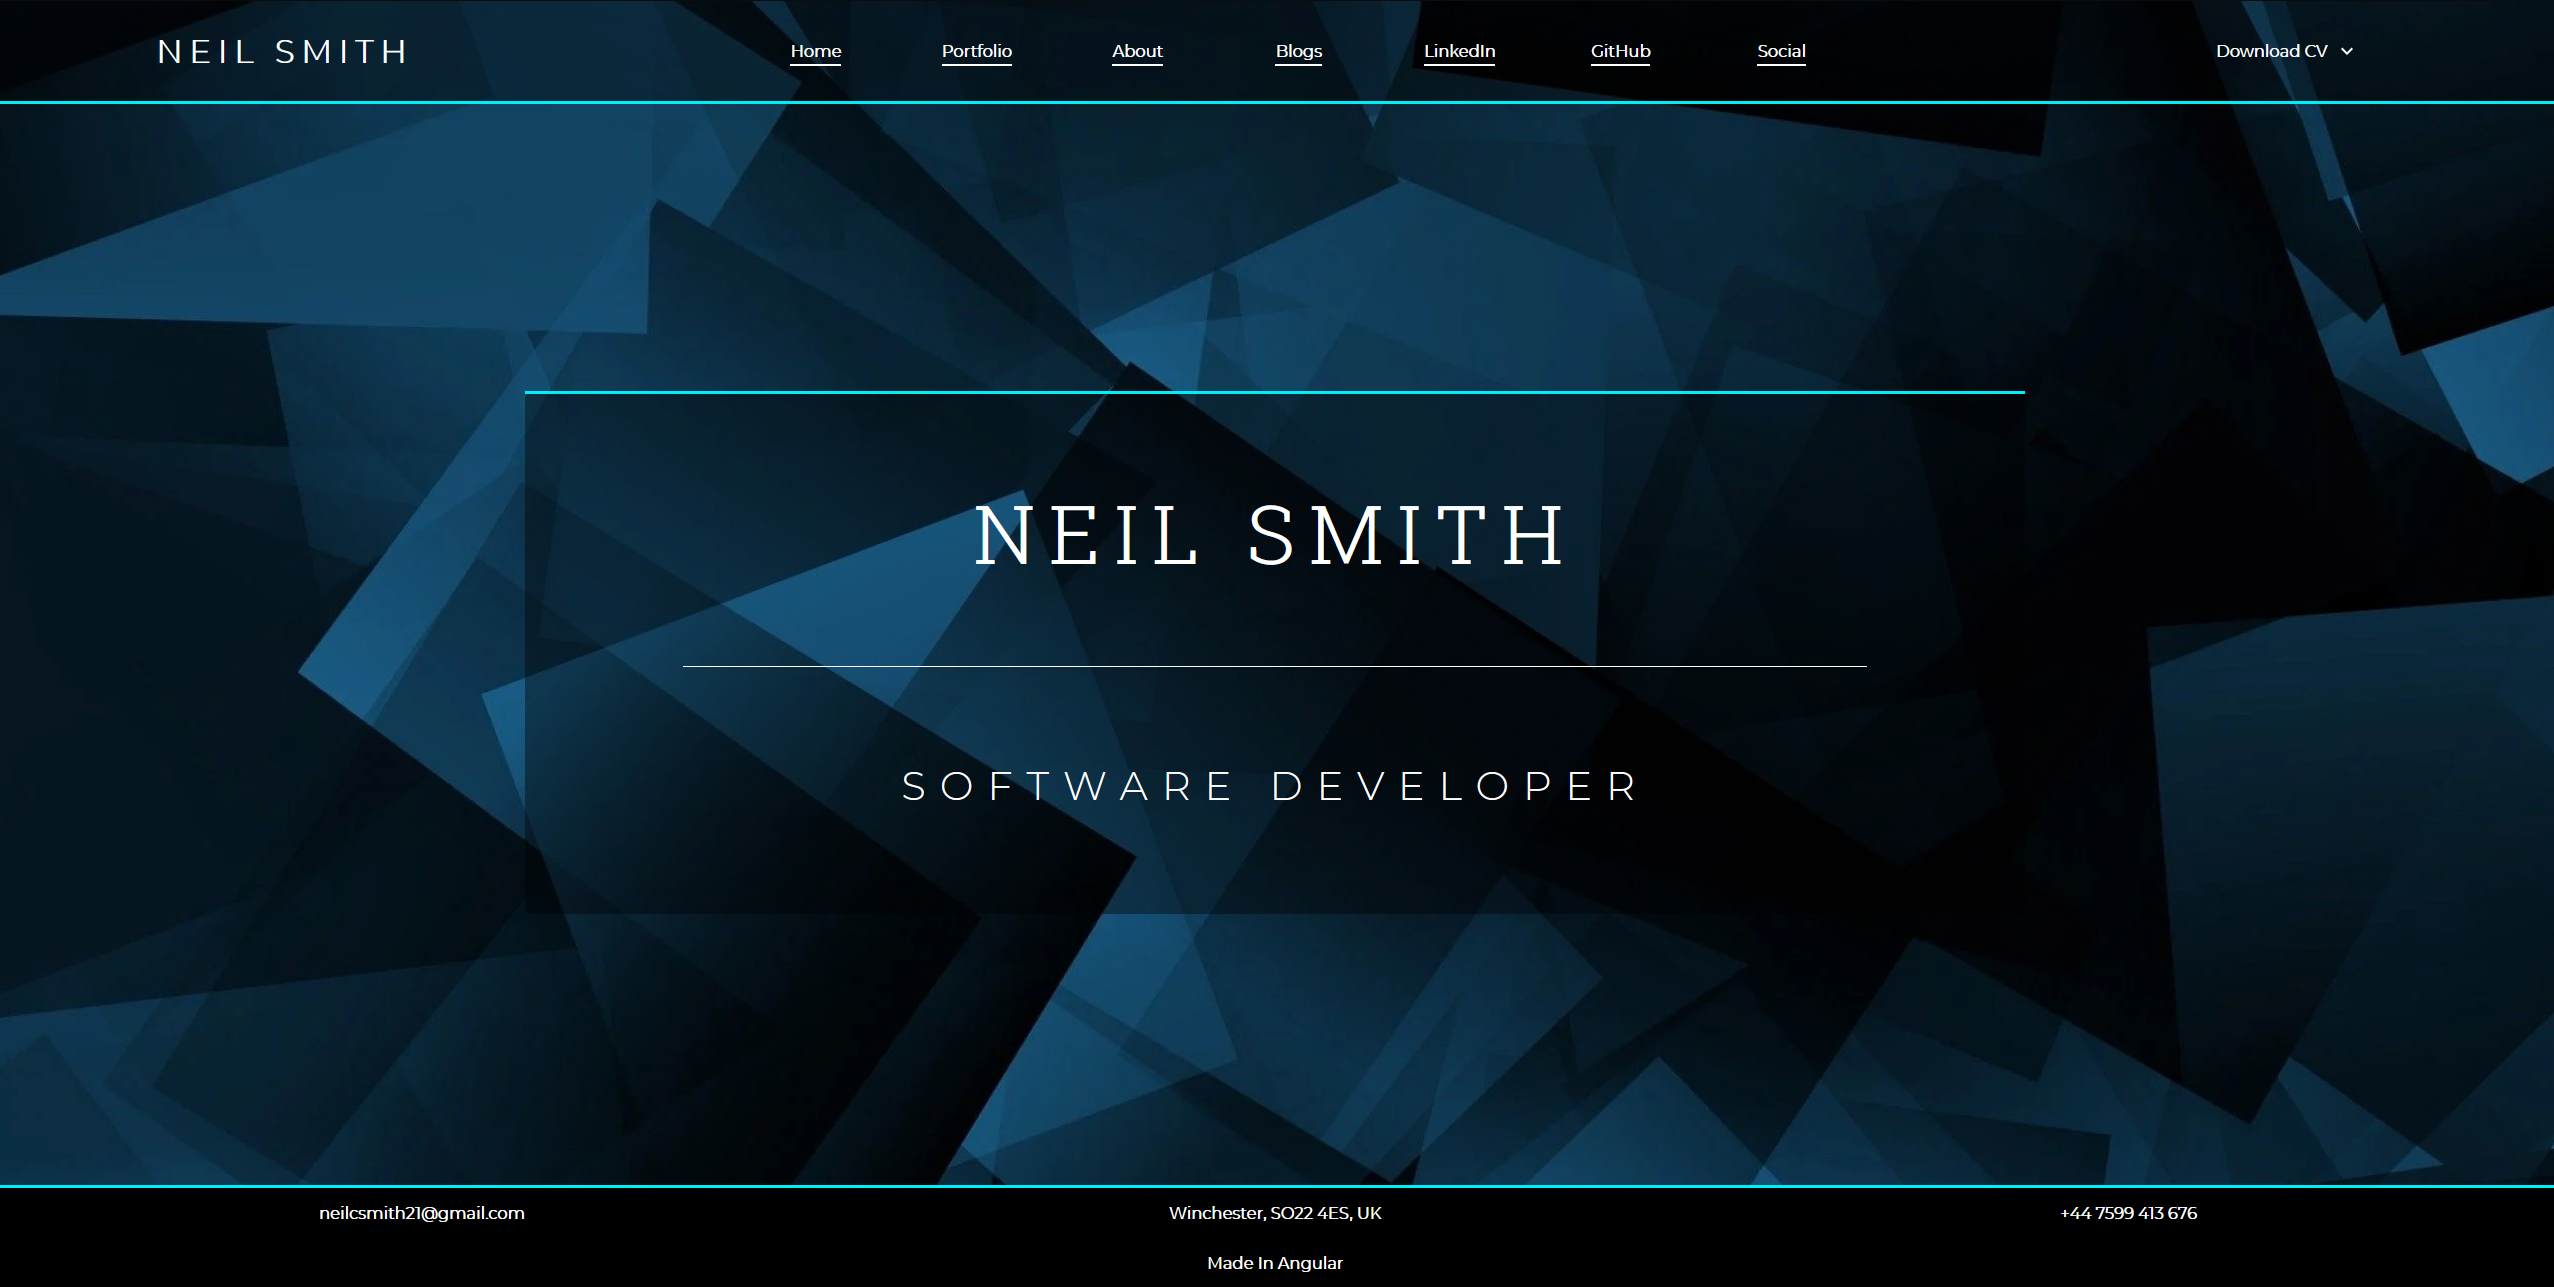 NEIL SMITH
Home Portfolio About Blogs LinkedIn GitHub Social Download CV
NEIL SMITH
SOFTWARE DEVELOPER
neilcsmith21@gmail.com Winchester, SO22 4ES, UK +44 7599 413 676
Made In Angular